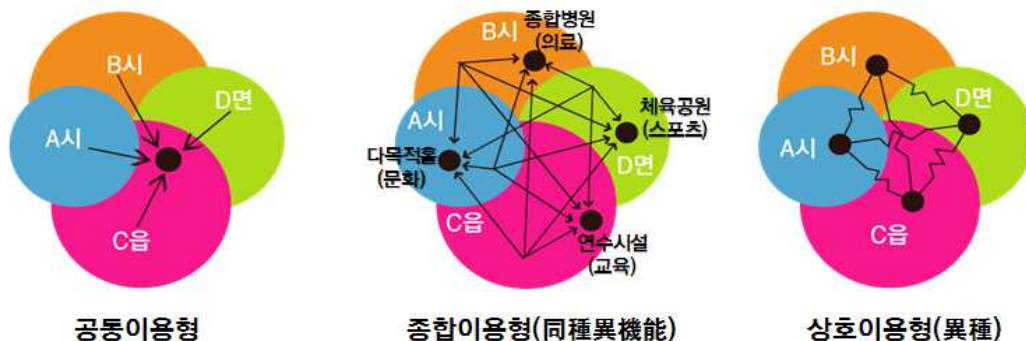 B시
D면
A시
C읍
공통이용형
종합병원
(의료)
B시
체육공원
(스포츠)
A시
D면
다목적홀
(문화)
C읍
연수시설
(교육)
종합이용형(同種異機能)
B시
D면
A시
C읍
상호이용형(異種)